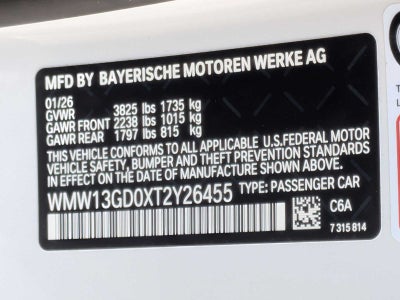 MFD BY BAYERISCHE MOTOREN WERKE AG
01/26
GVWR 3825 lbs 1735 kg
GAWR FRONT 2238 lbs 1015 kg
GAWR REAR 1797 lbs 815 kg
THIS VEHICLE CONFORMS TO ALL APPLICABLE U.S.FEDERAL MOTOR
VEHICLE SAFETY, BUMPER AND THEFT PREVENTION STANDARDS
IN EFFECT ON THE DATE OF MANUFACTURE SHOWN ABOVE.
WMW13GD0XT2Y26455 TYPE: PASSENGER CAR
C6A
7 315 814